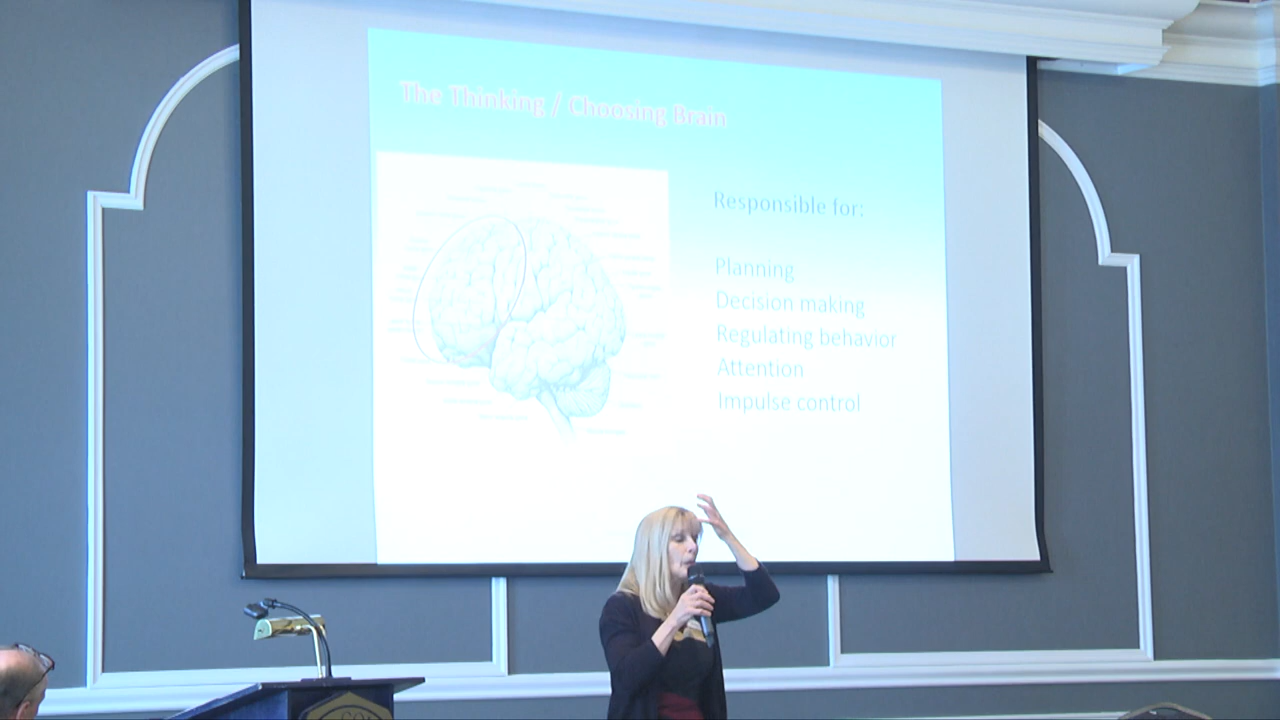 The Thinking / Choosing Brain
Responsible for:
Planning
Decision making
Regulating behavior
Attention
Impulse control